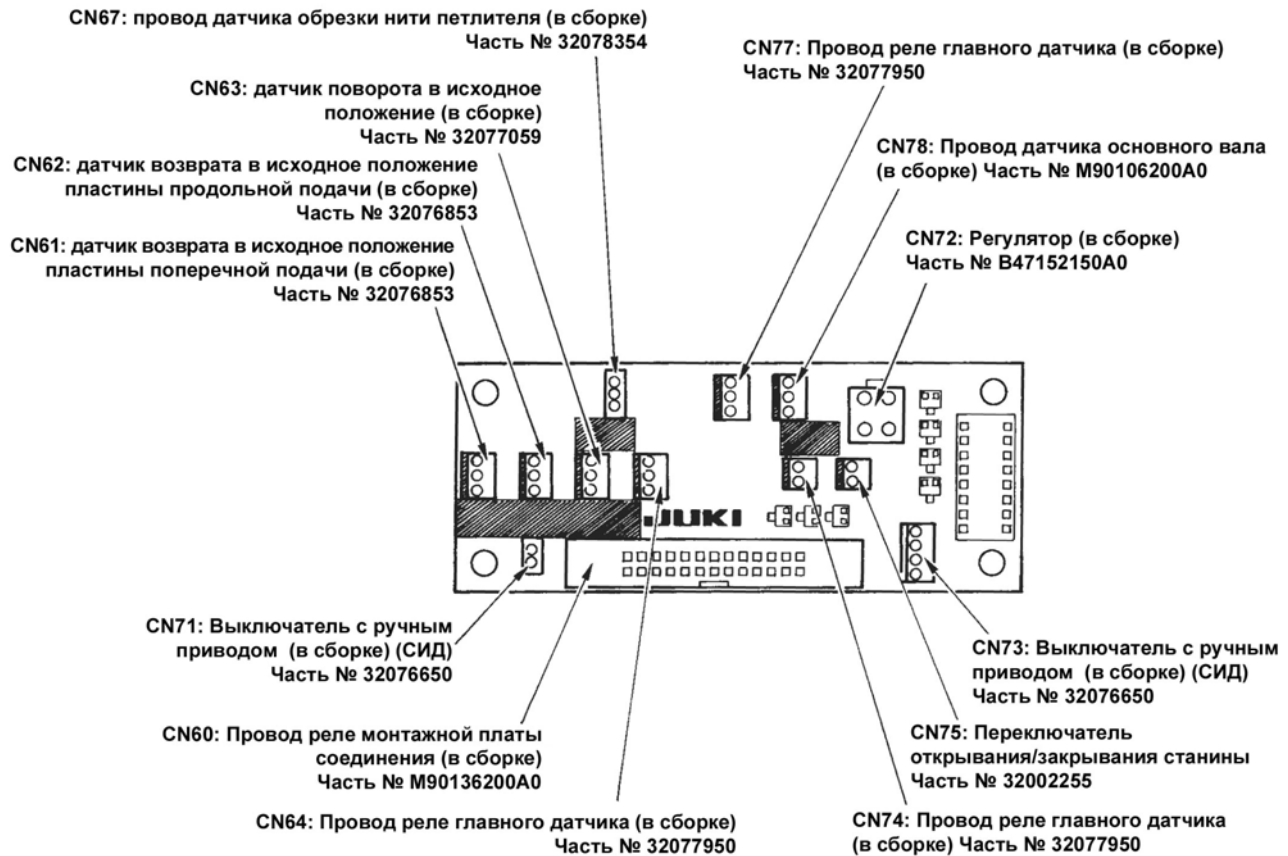 CN67: провод датчика обрезки нити петлителя (в сборке)
Часть № 32078354
CN77: Провод реле главного датчика (в сборке)
Часть № 32077950
CN63: датчик поворота в исходное
положение (в сборке)
Часть № 32077059
CN78: Провод датчика основного вала
(в сборке) Часть № M90106200A0
CN62: датчик возврата в исходное положение
пластины продольной подачи (в сборке)
Часть № 32076853
CN72: Регулятор (в сборке)
Часть № B47152150A0
CN61: датчик возврата в исходное положение
пластины поперечной подачи (в сборке)
Часть № 32076853
JUKI
CN71: Выключатель с ручным
приводом (в сборке) (СИД)
Часть № 32076650
CN73: Выключатель с ручным
приводом (в сборке) (СИД)
Часть № 32076650
CN60: Провод реле монтажной платы
соединения (в сборке)
Часть № M90136200A0
CN75: Переключатель
открывания/закрывания станины
Часть № 32002255
CN64: Провод реле главного датчика (в сборке)
Часть № 32077950
CN74: Провод реле главного датчика
(в сборке) Часть № 32077950